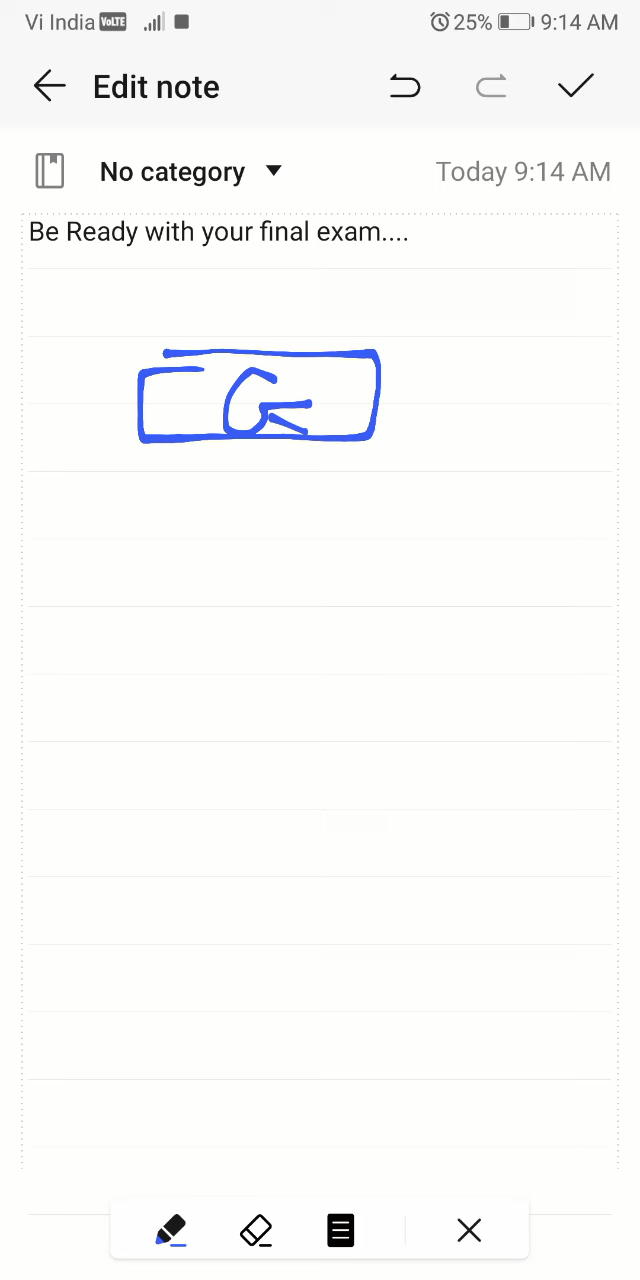 Vi India VoLTE 25% 9:14 AM
Edit note
No category Today 9:14 AM
Be Ready with your final exam....
G